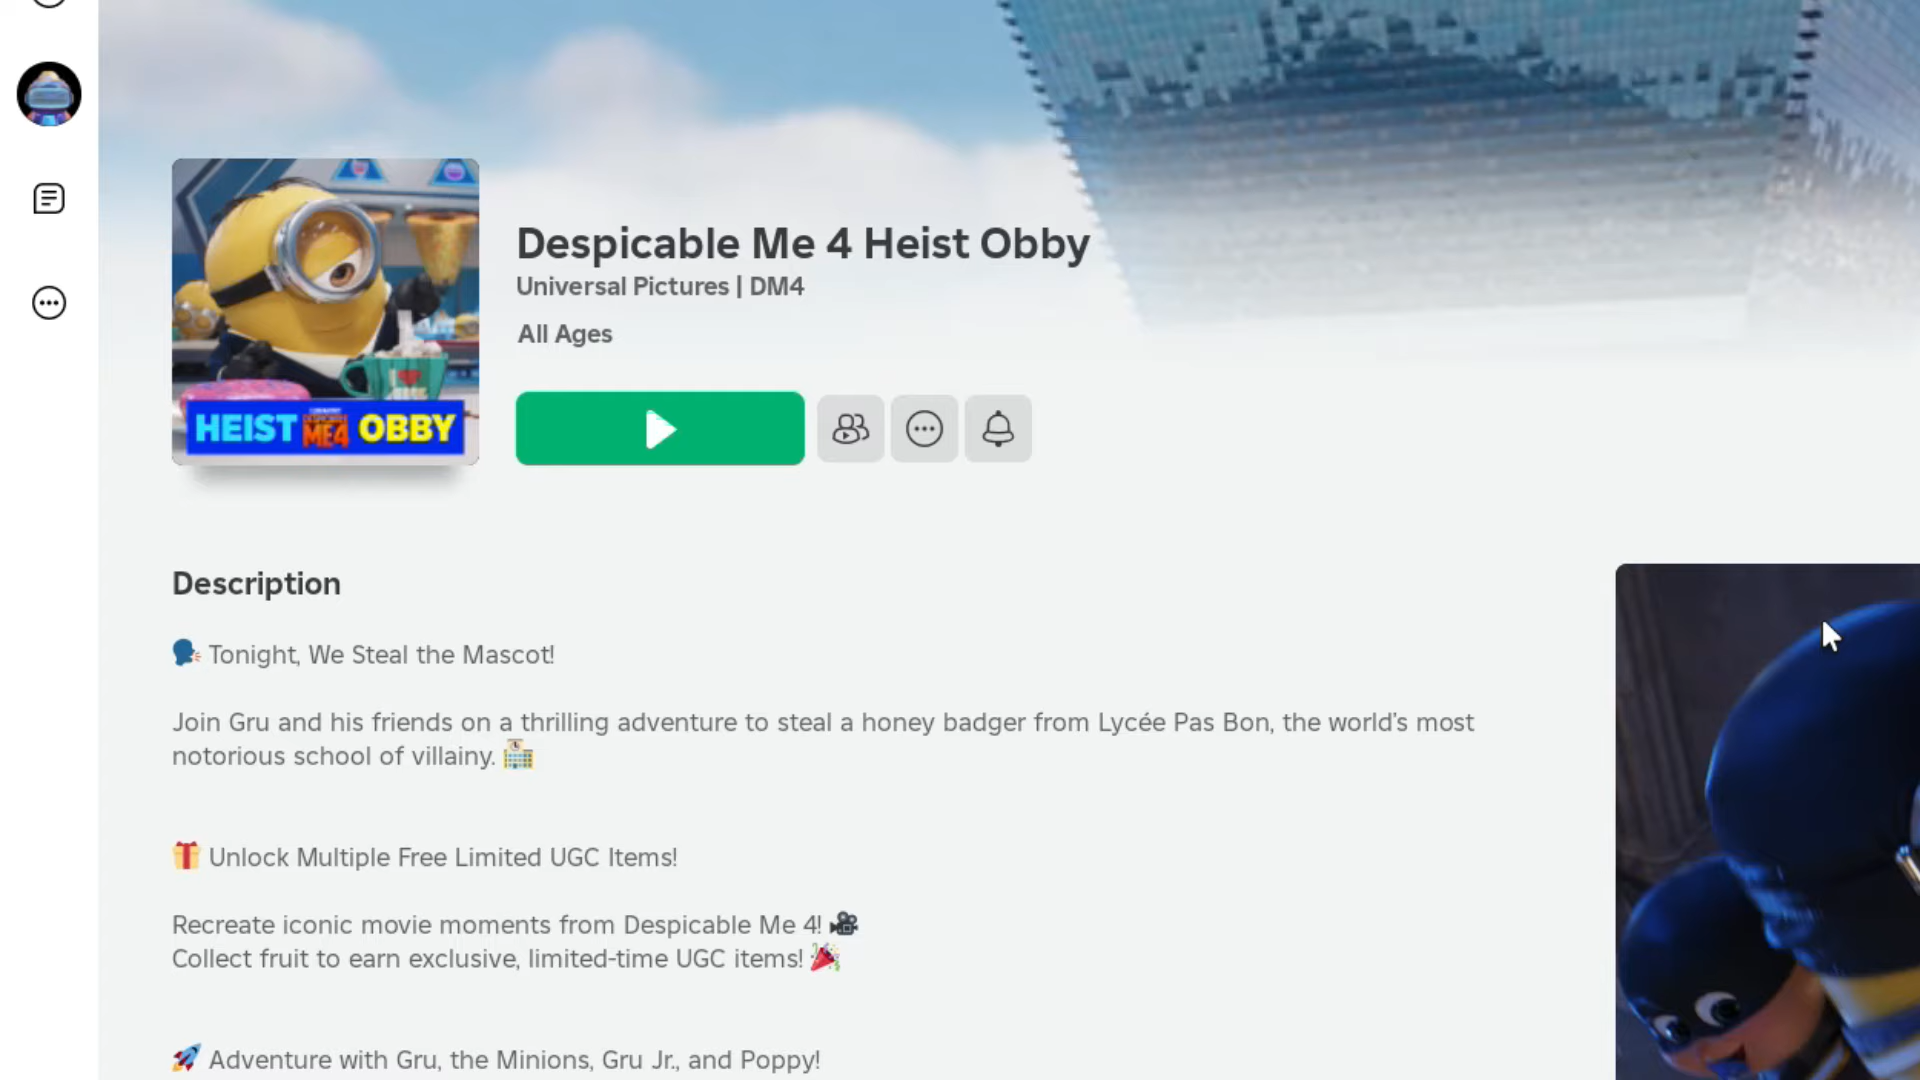 Despicable Me 4 Heist Obby
Universal Pictures | DM4
All Ages
HEIST DESPICABLE ME4 OBBY
Description
🗣️ Tonight, We Steal the Mascot!
Join Gru and his friends on a thrilling adventure to steal a honey badger from Lycée Pas Bon, the world’s most
notorious school of villainy. 🏫
🎁 Unlock Multiple Free Limited UGC Items!
Recreate iconic movie moments from Despicable Me 4! 🎥
Collect fruit to earn exclusive, limited-time UGC items! 🎉
🚀 Adventure with Gru, the Minions, Gru Jr., and Poppy!